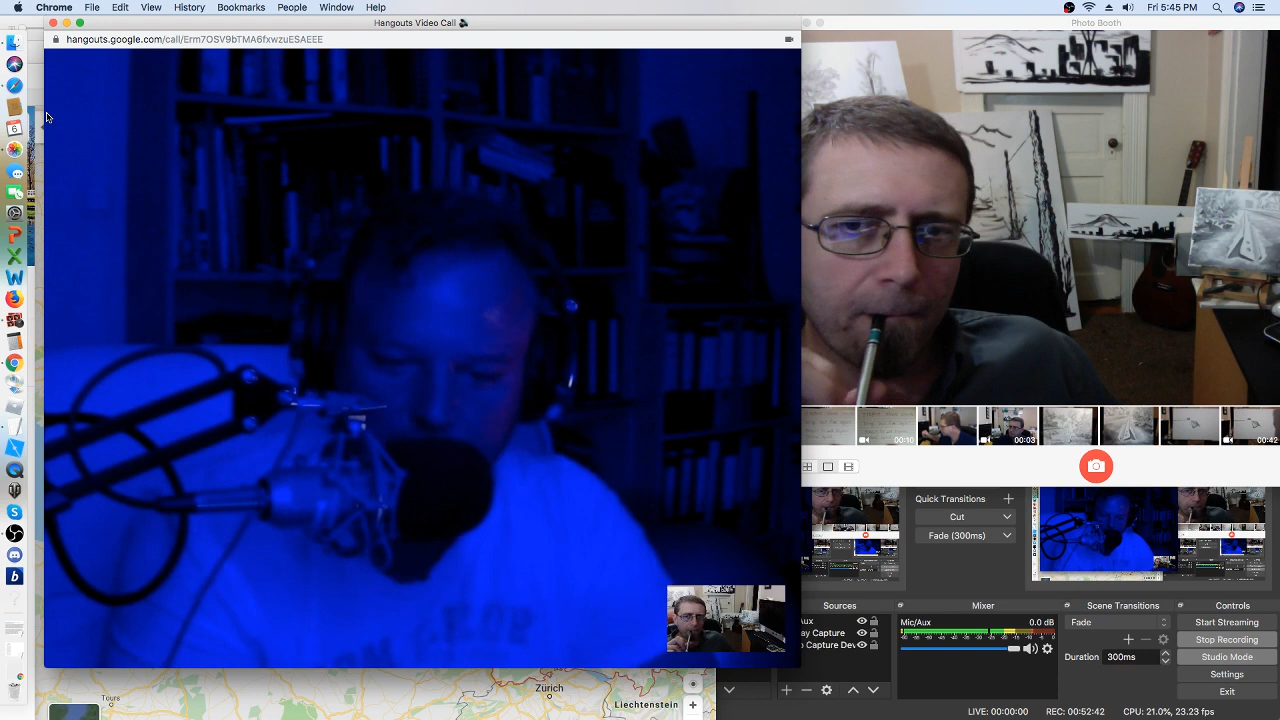 Chrome File Edit View History Bookmarks People Window Help
Fri 5:45 PM
Hangouts Video Call
Photo Booth
hangouts.google.com/call/Erm7OSV9bTMA6fxwzuESAEEE
6
00:10
00:03
00:42
Quick Transitions
Cut
Fade (300ms)
Sources
Mixer
Scene Transitions
Controls
Aux
ay Capture
Capture Dev
Mic/Aux
0.0 dB
Fade
Duration
300ms
Start Streaming
Stop Recording
Studio Mode
Settings
Exit
Tours
Zürich
Liechtenstein
LIVE: 00:00:00
REC: 00:52:42
CPU: 21.0%, 23.23 fps